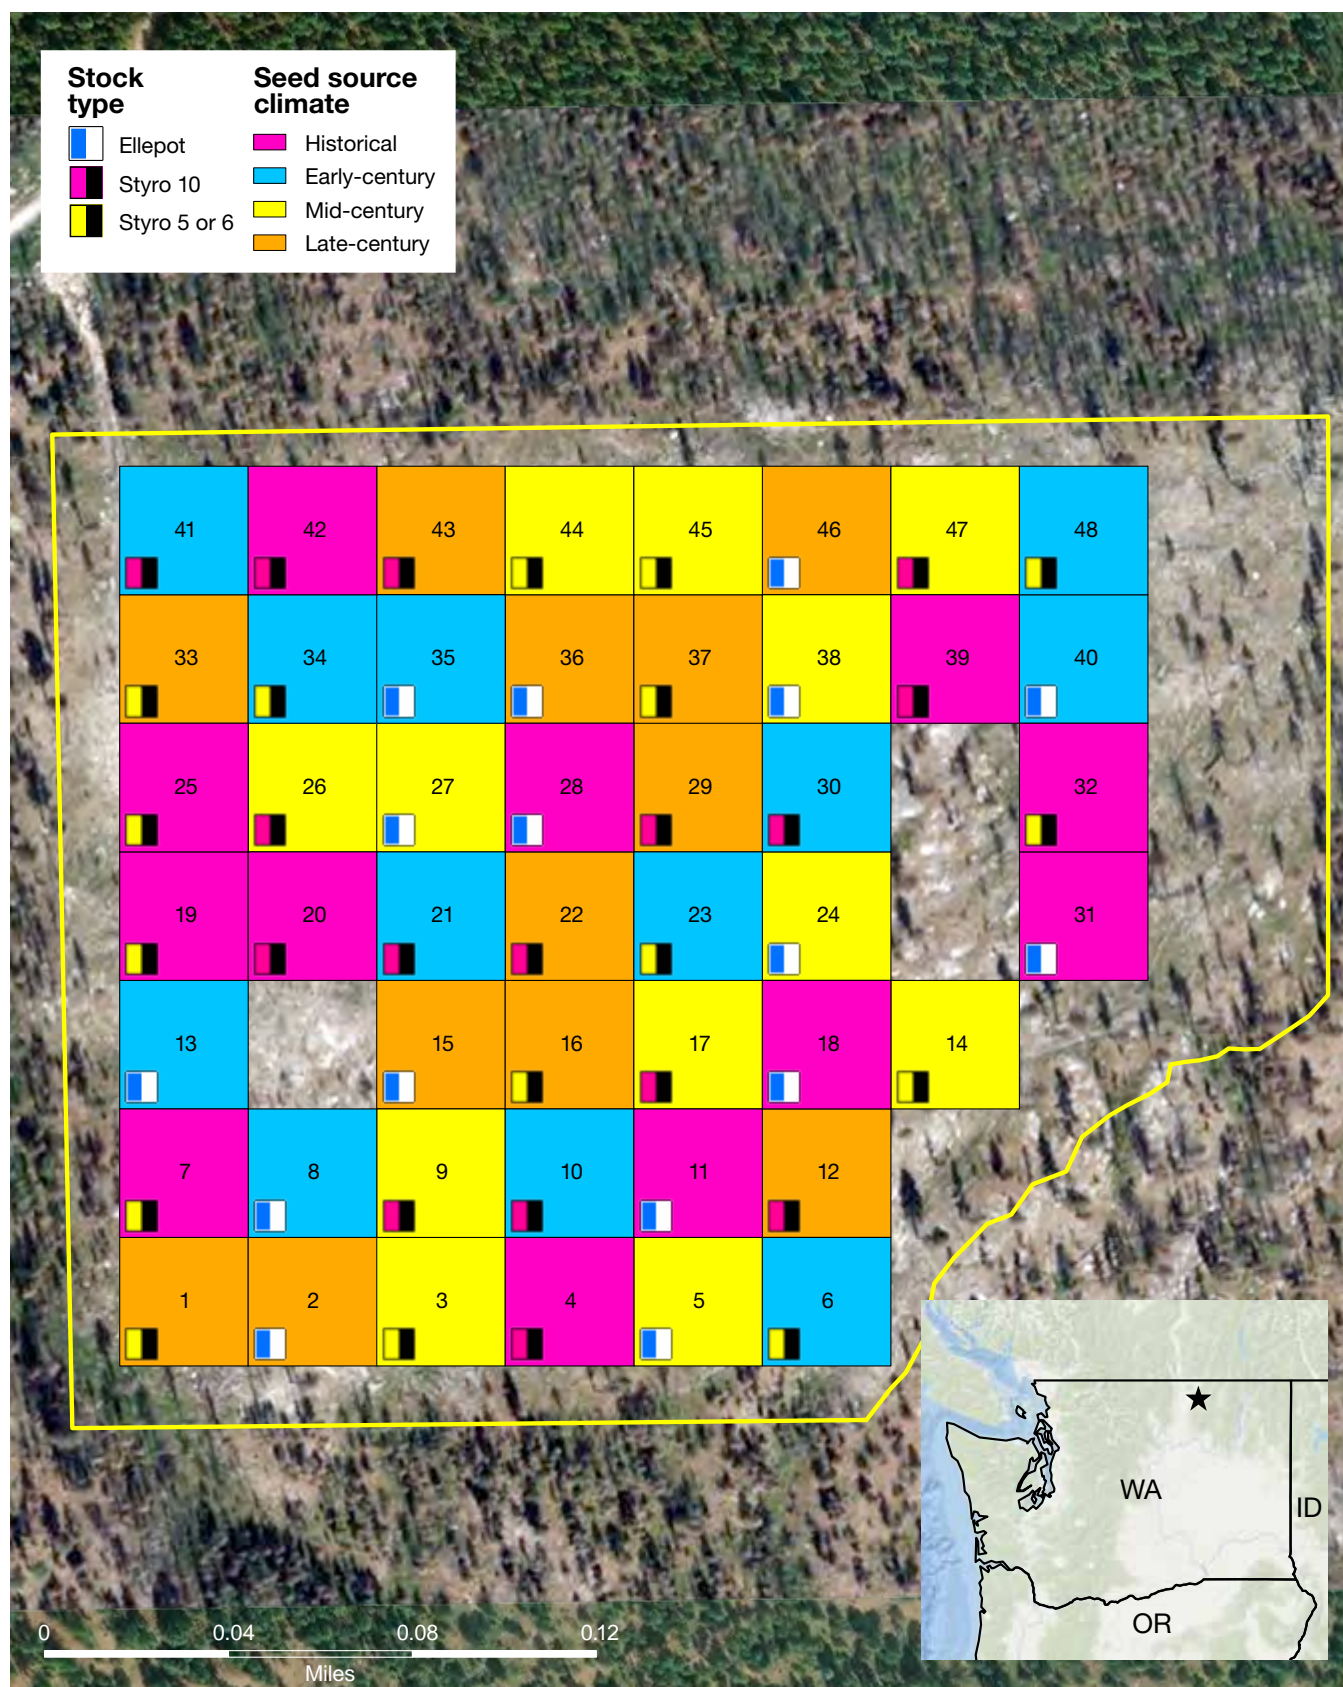 Stock
type
Ellepot
Styro 10
Styro 5 or 6
Seed source
climate
Historical
Early-century
Mid-century
Late-century
41 42 43 44 45 46 47 48
33 34 35 36 37 38 39 40
25 26 27 28 29 30 32
19 20 21 22 23 24 31
13 15 16 17 18 14
7 8 9 10 11 12
1 2 3 4 5 6
WA
ID
OR
0 0.04 0.08 0.12
Miles